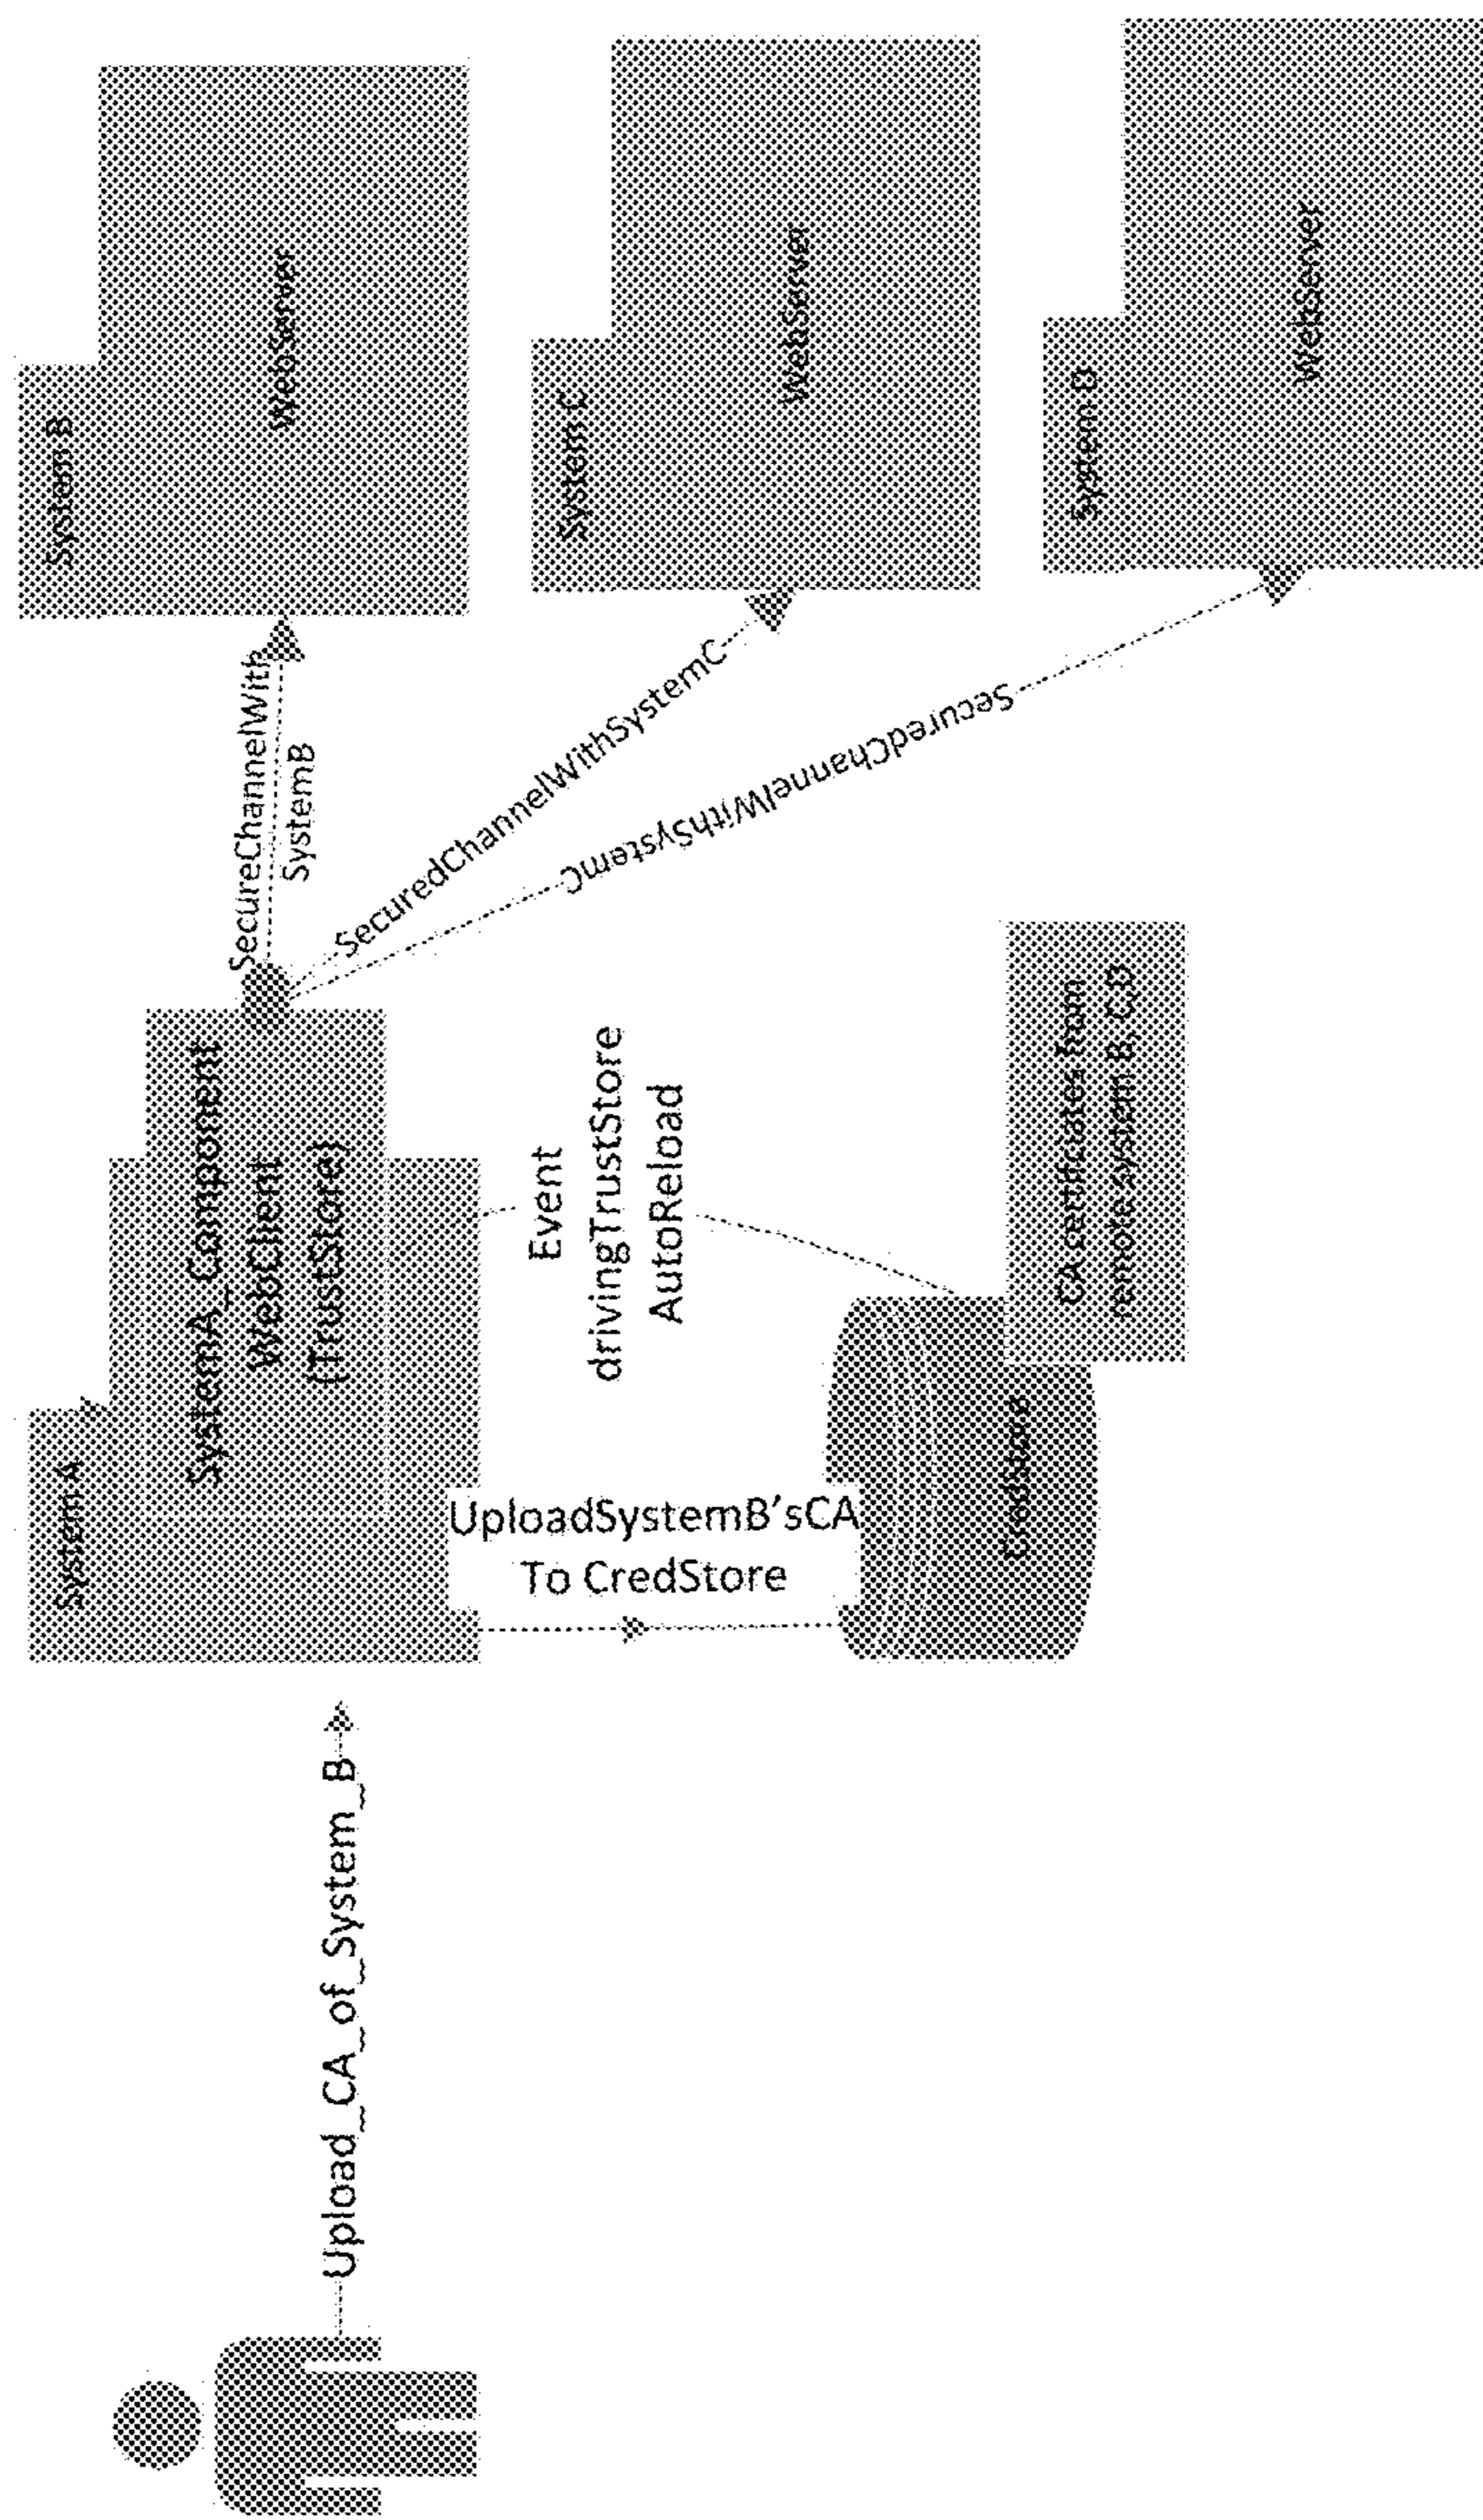 Upload_CA_of_System_B
System A
SystemA_Component
WebClient
(TrustStore)
UploadSystemB'sCA
To CredStore
Credstore
Event
drivingTrustStore
AutoReload
CA certificates from
remote system B, C,D
SecureChannelWith
SystemB
SecuredChannelWithSystemC
SecuredChannelWithSystemC
System B
WebServer
System C
WebServer
System D
WebServer